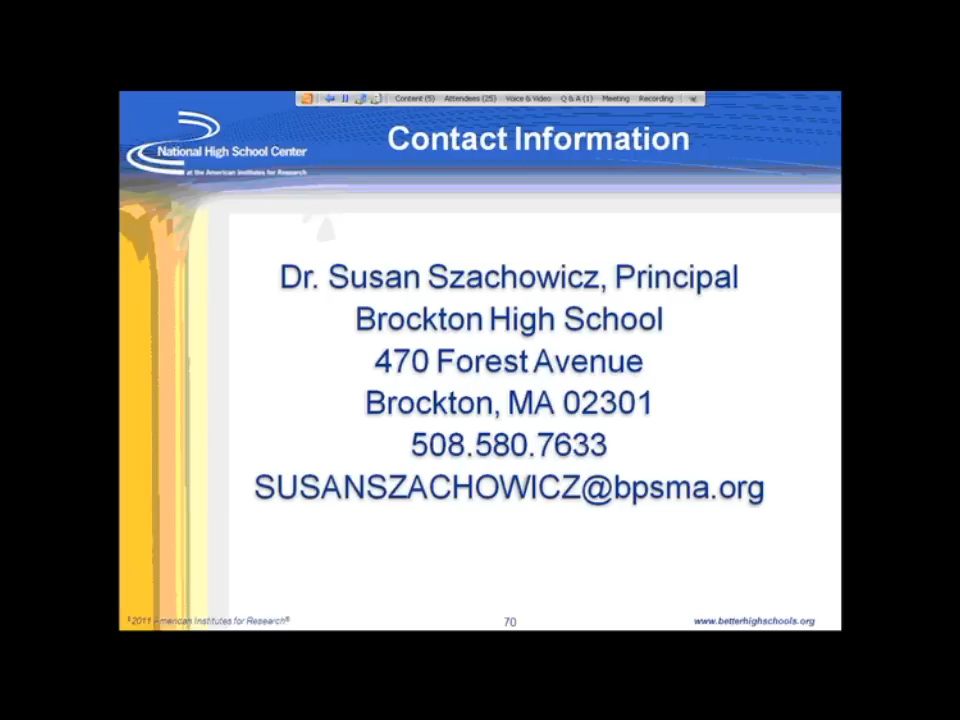 Content (5) Attendees (25) Voice & Video Q & A (1) Meeting Recording
National High School Center
at the American Institutes for Research
Contact Information
Dr. Susan Szachowicz, Principal
Brockton High School
470 Forest Avenue
Brockton, MA 02301
508.580.7633
SUSANSZACHOWICZ@bpsma.org
2011 American Institutes for Research®
70
www.betterhighschools.org